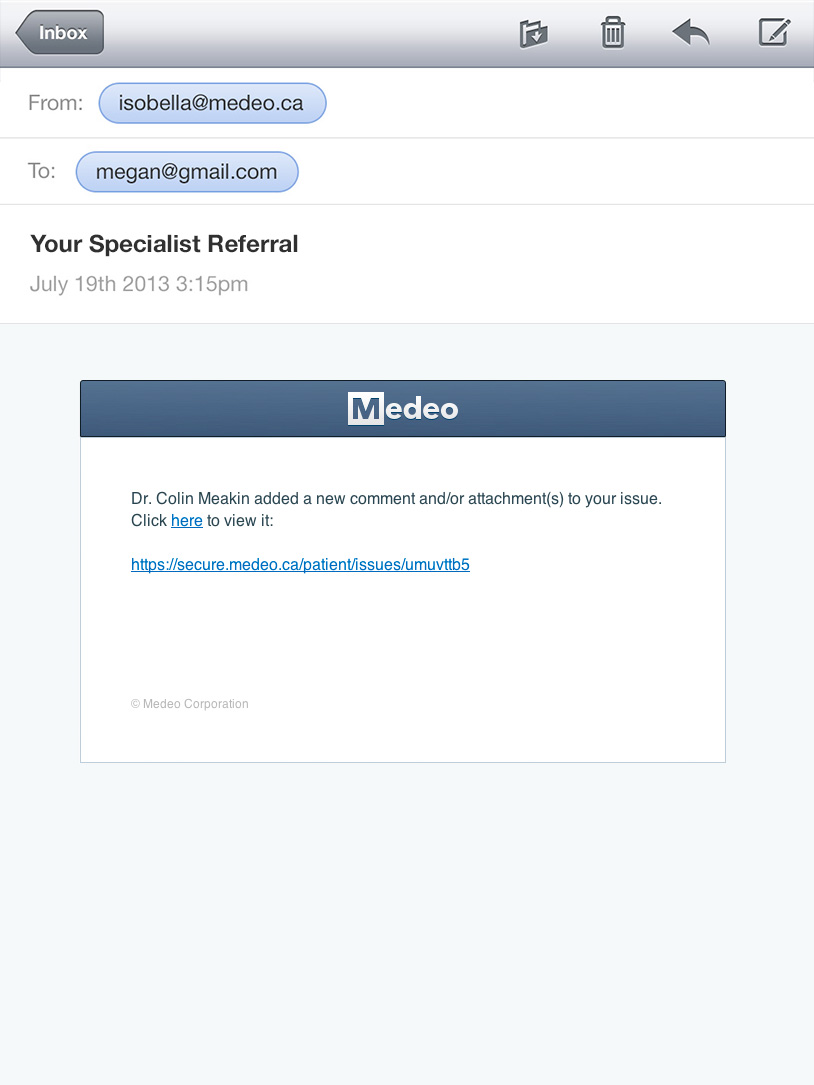 Inbox
From: isobella@medeo.ca
To: megan@gmail.com
Your Specialist Referral
July 19th 2013 3:15pm
Medeo
Dr. Colin Meakin added a new comment and/or attachment(s) to your issue.
Click here to view it:
https://secure.medeo.ca/patient/issues/umuvttb5
© Medeo Corporation